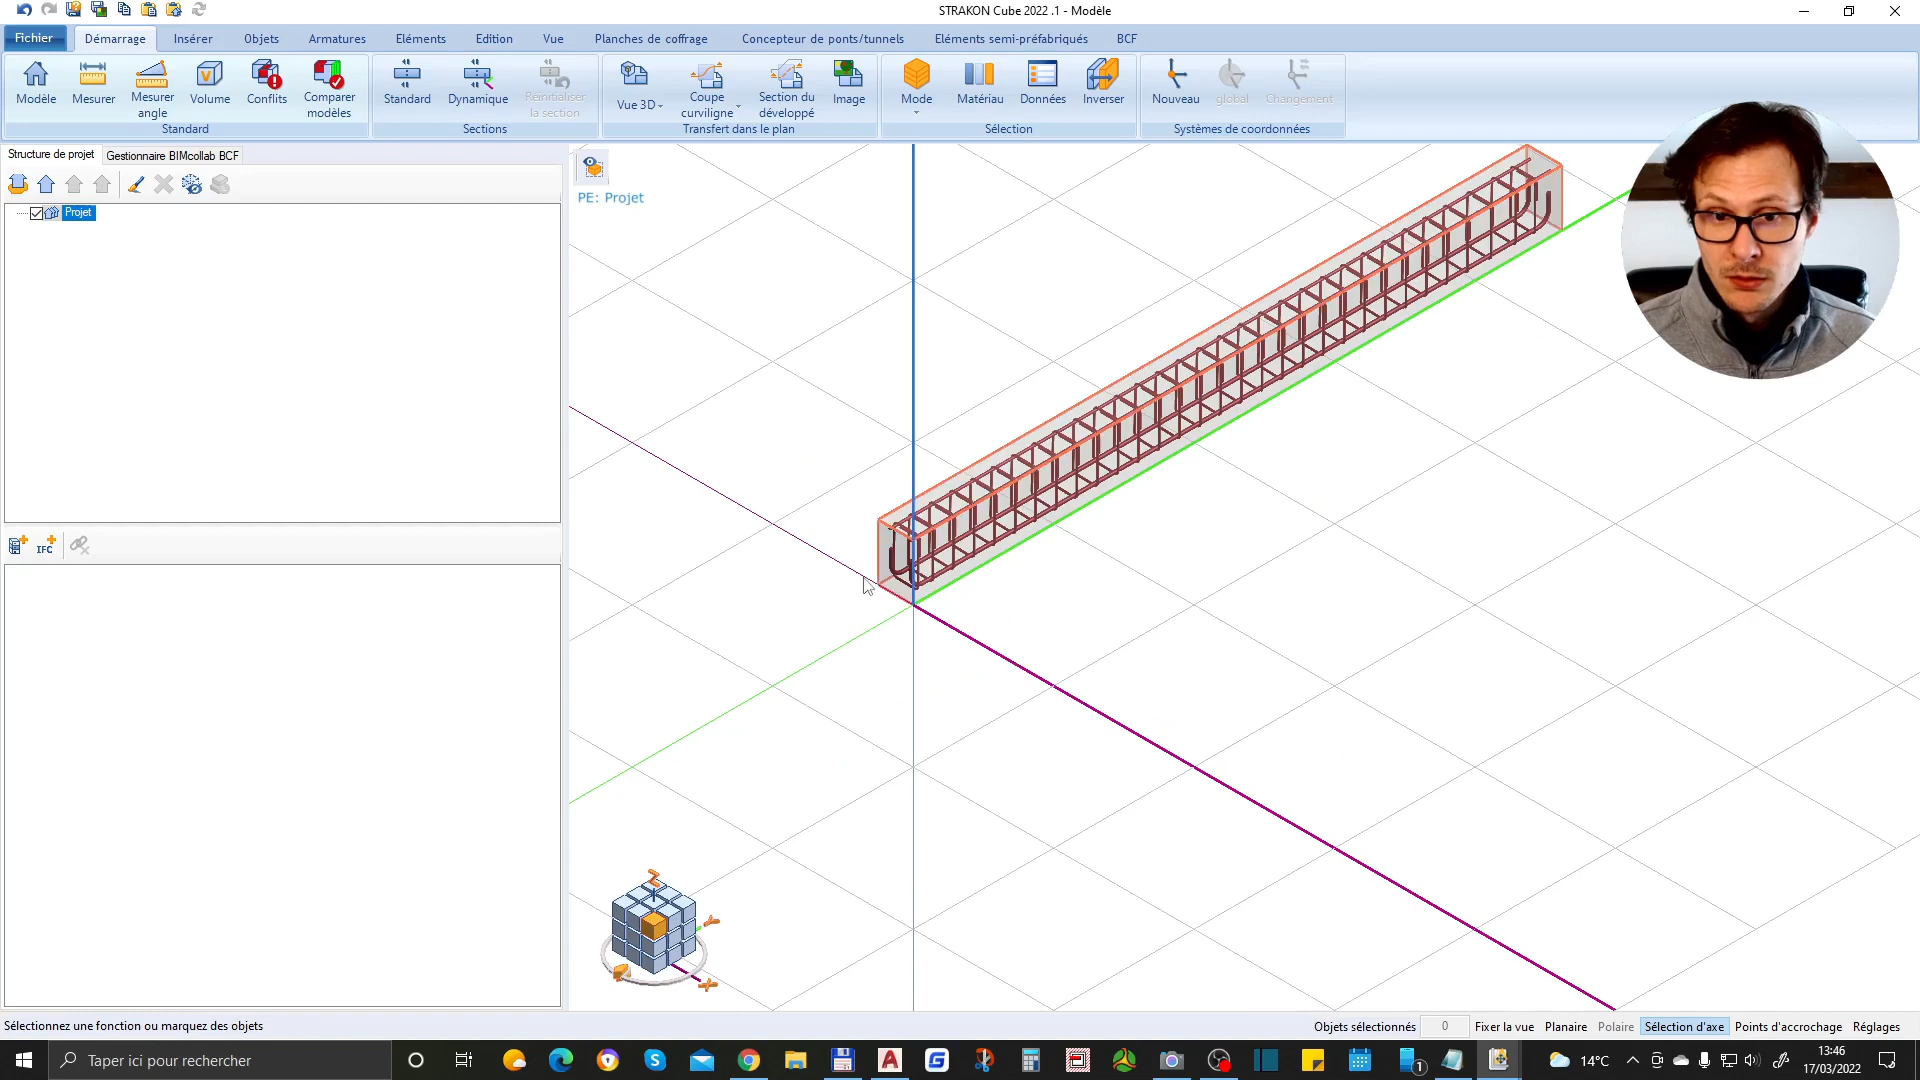 STRAKON Cube 2022 .1 - Modèle
Fichier
Démarrage
Insérer
Objets
Armatures
Eléments
Edition
Vue
Planches de coffrage
Concepteur de ponts/tunnels
Eléments semi-préfabriqués
BCF
Modèle
Mesurer
Mesurer
angle
Volume
Conflits
Comparer
modèles
Standard
Standard
Dynamique
Réinitialiser
la section
Sections
Vue 3D
Coupe
curviligne
Section du
développé
Image
Transfert dans le plan
Mode
Matériau
Données
Inverser
Sélection
Nouveau
global
Changement
Systèmes de coordonnées
Structure de projet
Gestionnaire BIMcollab BCF
Projet
IFC
PE: Projet
Z
Y
X
Sélectionnez une fonction ou marquez des objets
Objets sélectionnés
0
Fixer la vue
Planaire
Polaire
Sélection d'axe
Points d'accrochage
Réglages
Taper ici pour rechercher
14°C
13:46
17/03/2022